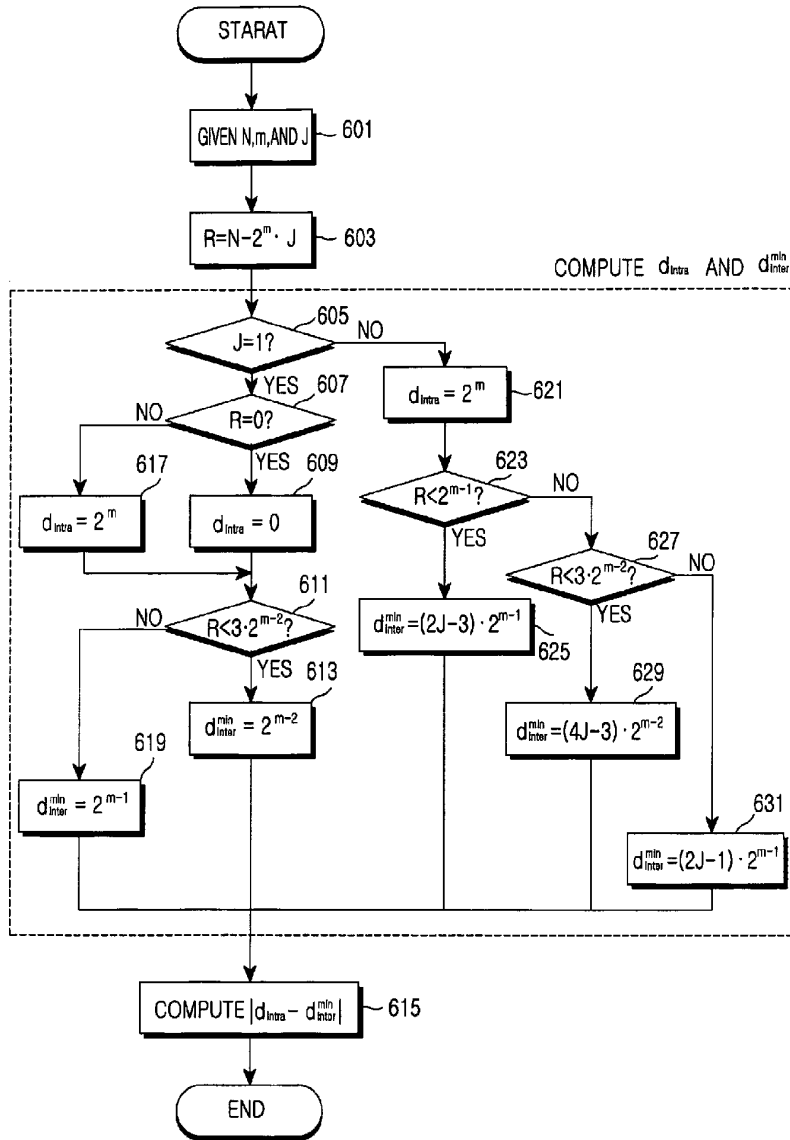 STARAT
GIVEN N,m,AND J
601
R=N-2^m · J
603
COMPUTE d_intra AND d_inter^min
605
J=1?
NO
YES
607
R=0?
NO
YES
d_intra = 2^m
621
617
d_intra = 2^m
609
d_intra = 0
623
R<2^m-1?
NO
YES
627
R<3·2^m-2?
NO
YES
611
R<3·2^m-2?
NO
YES
d_inter^min=(2J-3)·2^m-1
625
613
d_inter^min = 2^m-2
629
d_inter^min=(4J-3)·2^m-2
619
d_inter^min = 2^m-1
631
d_inter^min=(2J-1)·2^m-1
COMPUTE |d_intra - d_inter^min|
615
END